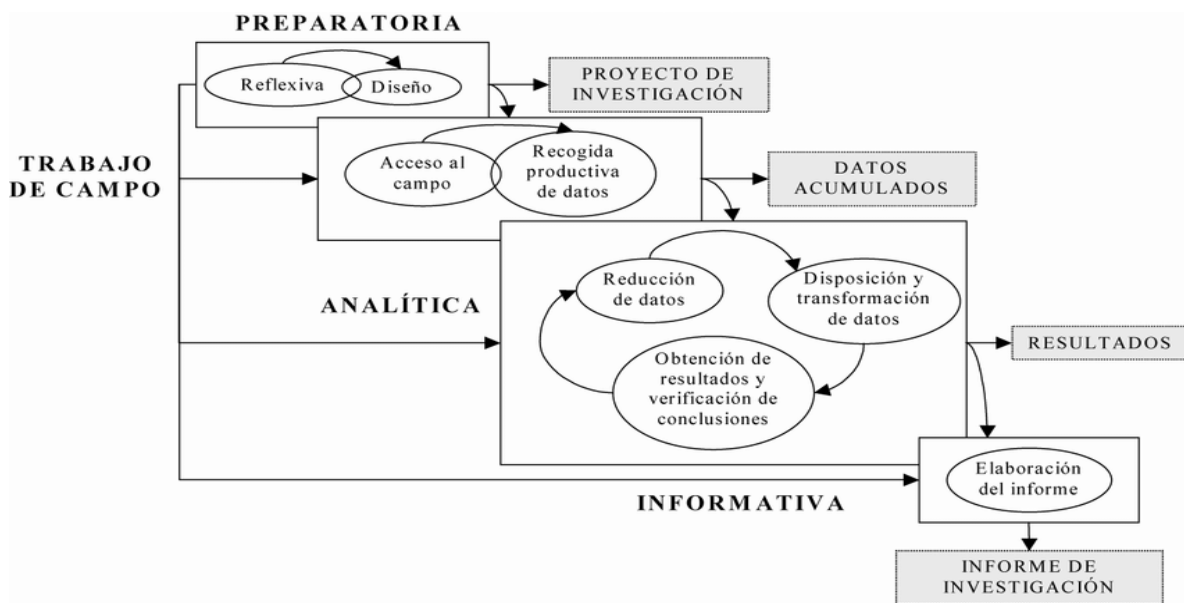 PREPARATORIA
Reflexiva
Diseño
PROYECTO DE
INVESTIGACIÓN
TRABAJO
DE CAMPO
Acceso al
campo
Recogida
productiva
de datos
DATOS
ACUMULADOS
ANALÍTICA
Reducción
de datos
Disposición y
transformación
de datos
Obtención de
resultados y
verificación de
conclusiones
RESULTADOS
INFORMATIVA
Elaboración
del informe
INFORME DE
INVESTIGACIÓN